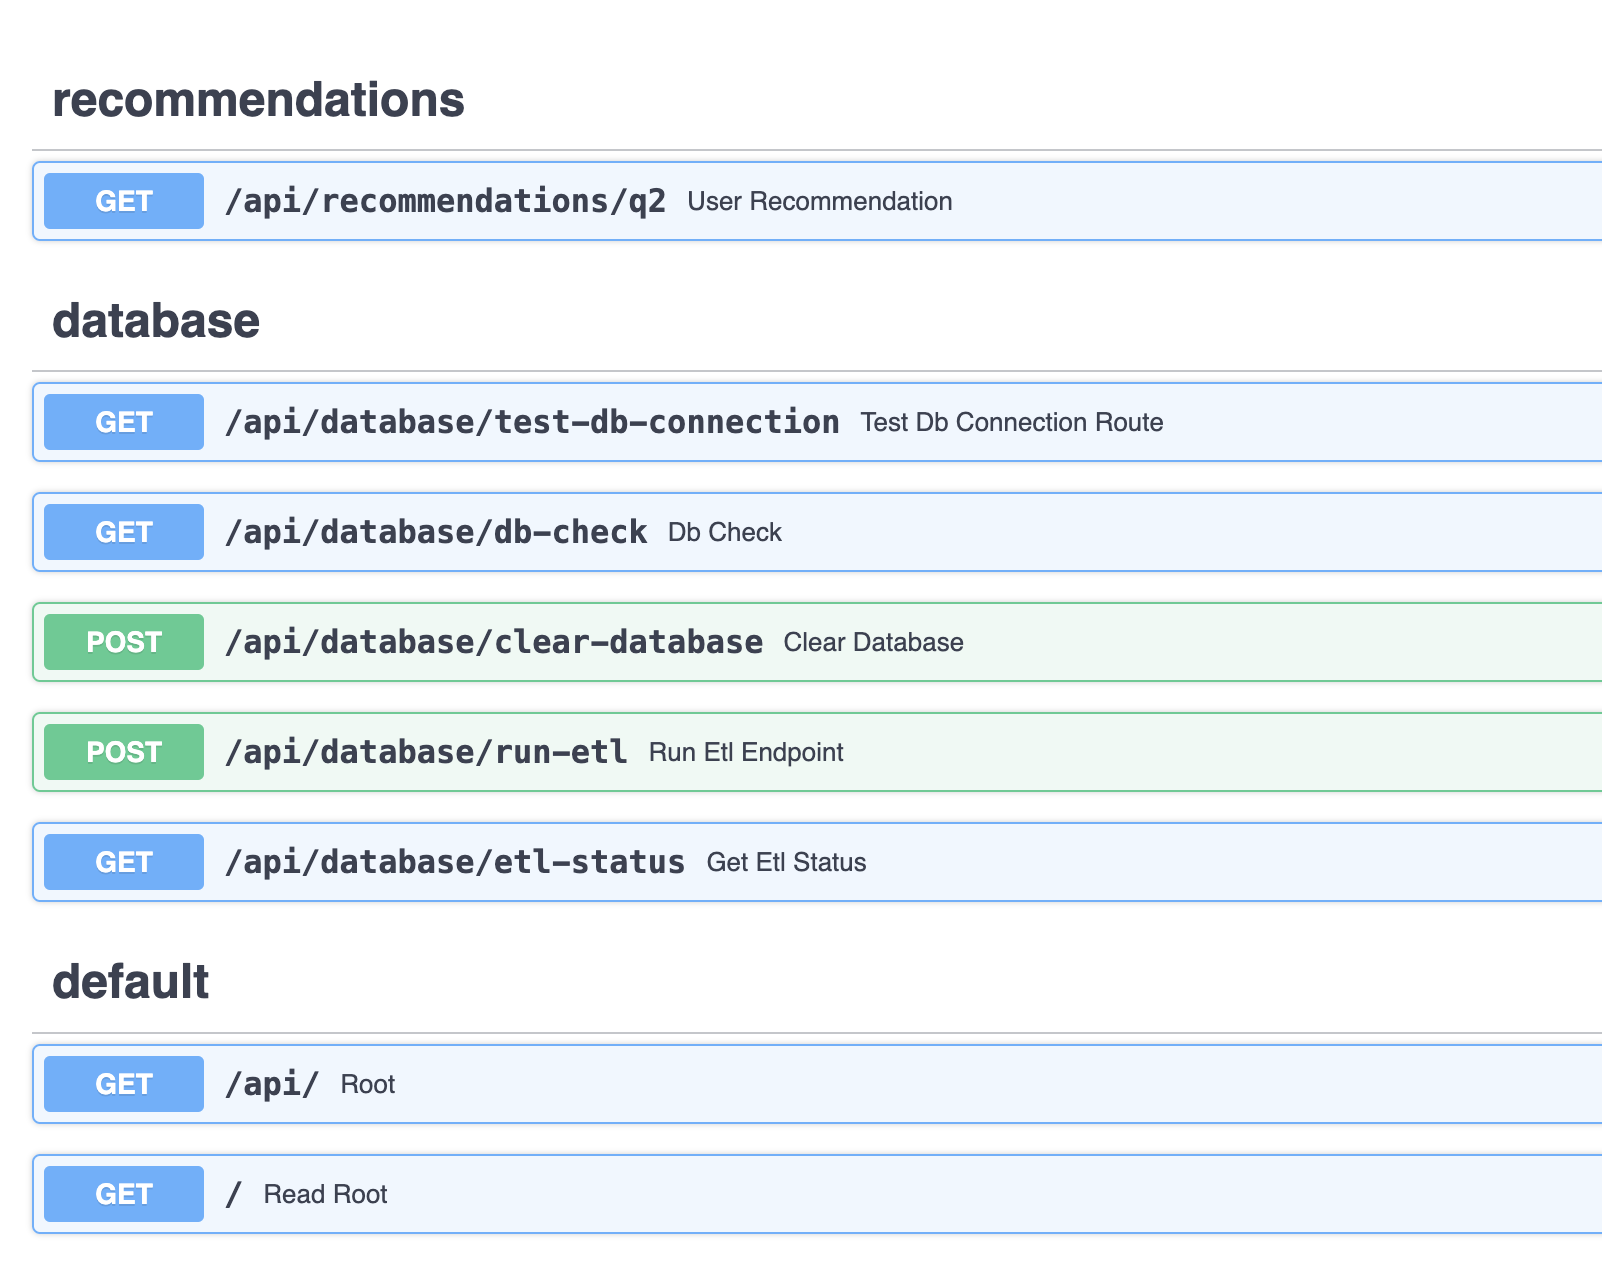 recommendations
GET /api/recommendations/q2 User Recommendation
database
GET /api/database/test-db-connection Test Db Connection Route
GET /api/database/db-check Db Check
POST /api/database/clear-database Clear Database
POST /api/database/run-etl Run Etl Endpoint
GET /api/database/etl-status Get Etl Status
default
GET /api/ Root
GET / Read Root